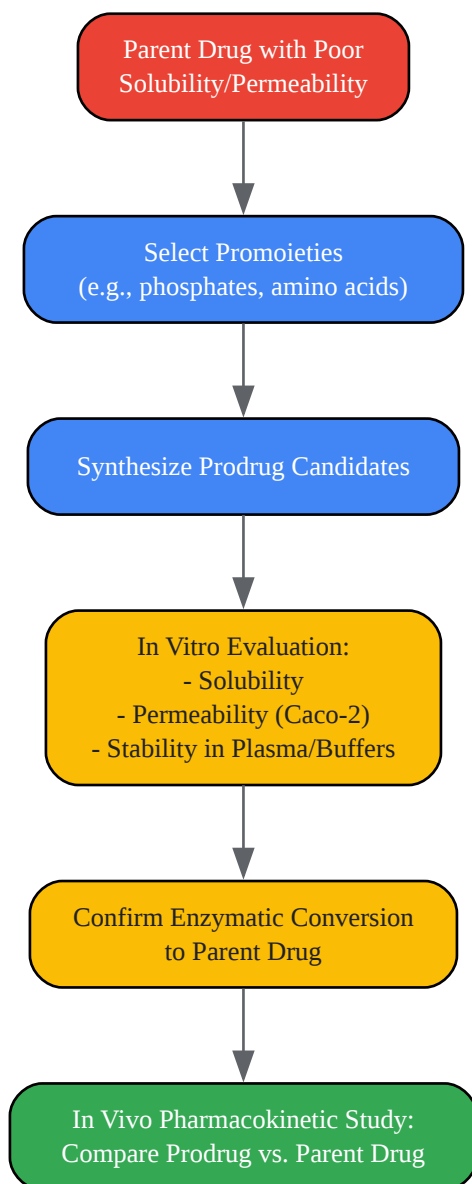 Parent Drug with Poor
Solubility/Permeability
Select Promoieties
(e.g., phosphates, amino acids)
Synthesize Prodrug Candidates
In Vitro Evaluation:
- Solubility
- Permeability (Caco-2)
- Stability in Plasma/Buffers
Confirm Enzymatic Conversion
to Parent Drug
In Vivo Pharmacokinetic Study:
Compare Prodrug vs. Parent Drug